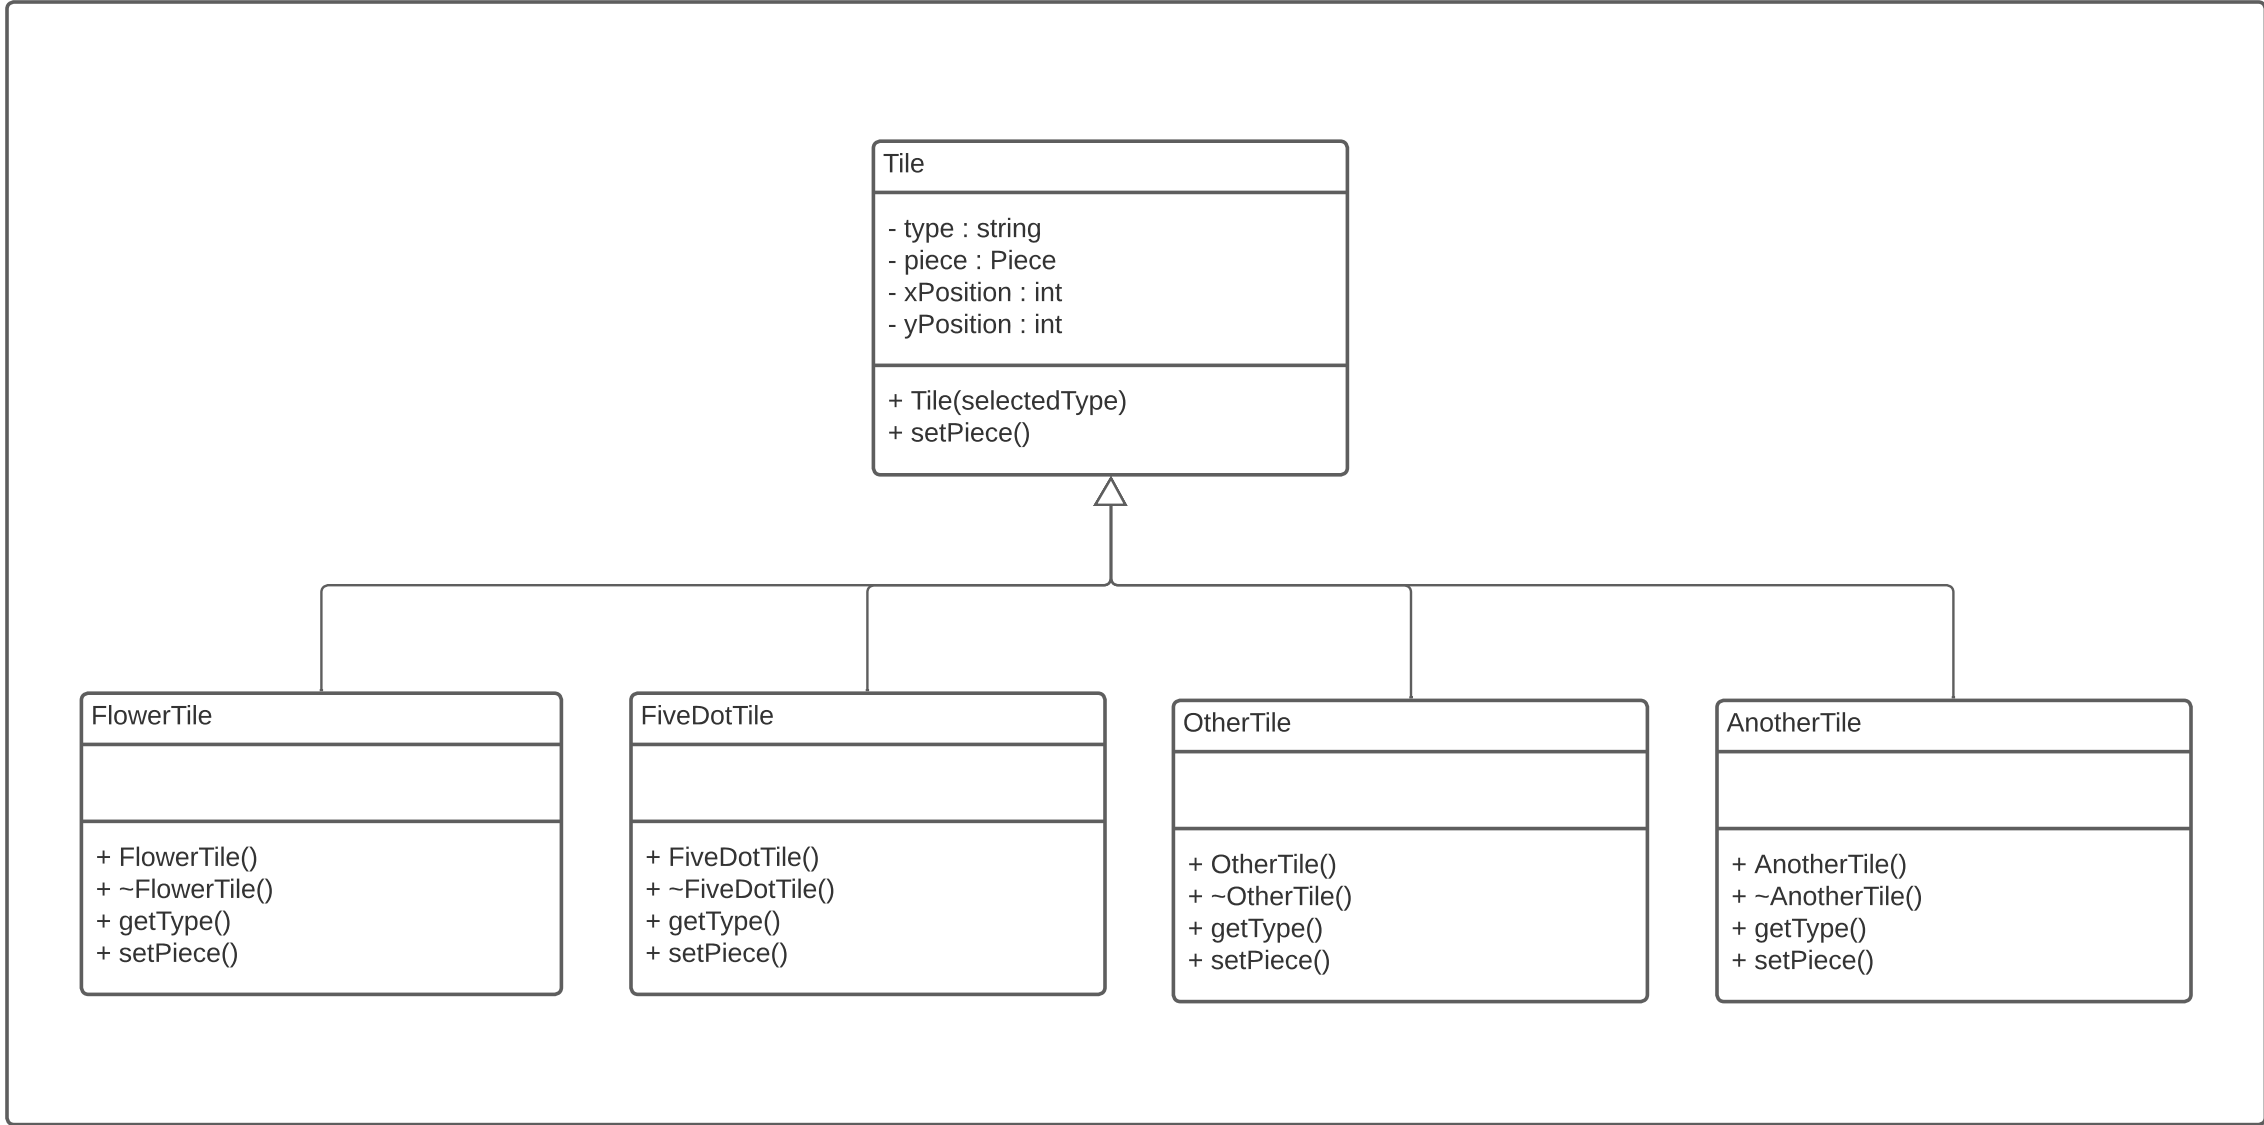 Tile
- type : string
- piece : Piece
- xPosition : int
- yPosition : int
+ Tile(selectedType)
+ setPiece()
FlowerTile
+ FlowerTile()
+ ~FlowerTile()
+ getType()
+ setPiece()
FiveDotTile
+ FiveDotTile()
+ ~FiveDotTile()
+ getType()
+ setPiece()
OtherTile
+ OtherTile()
+ ~OtherTile()
+ getType()
+ setPiece()
AnotherTile
+ AnotherTile()
+ ~AnotherTile()
+ getType()
+ setPiece()